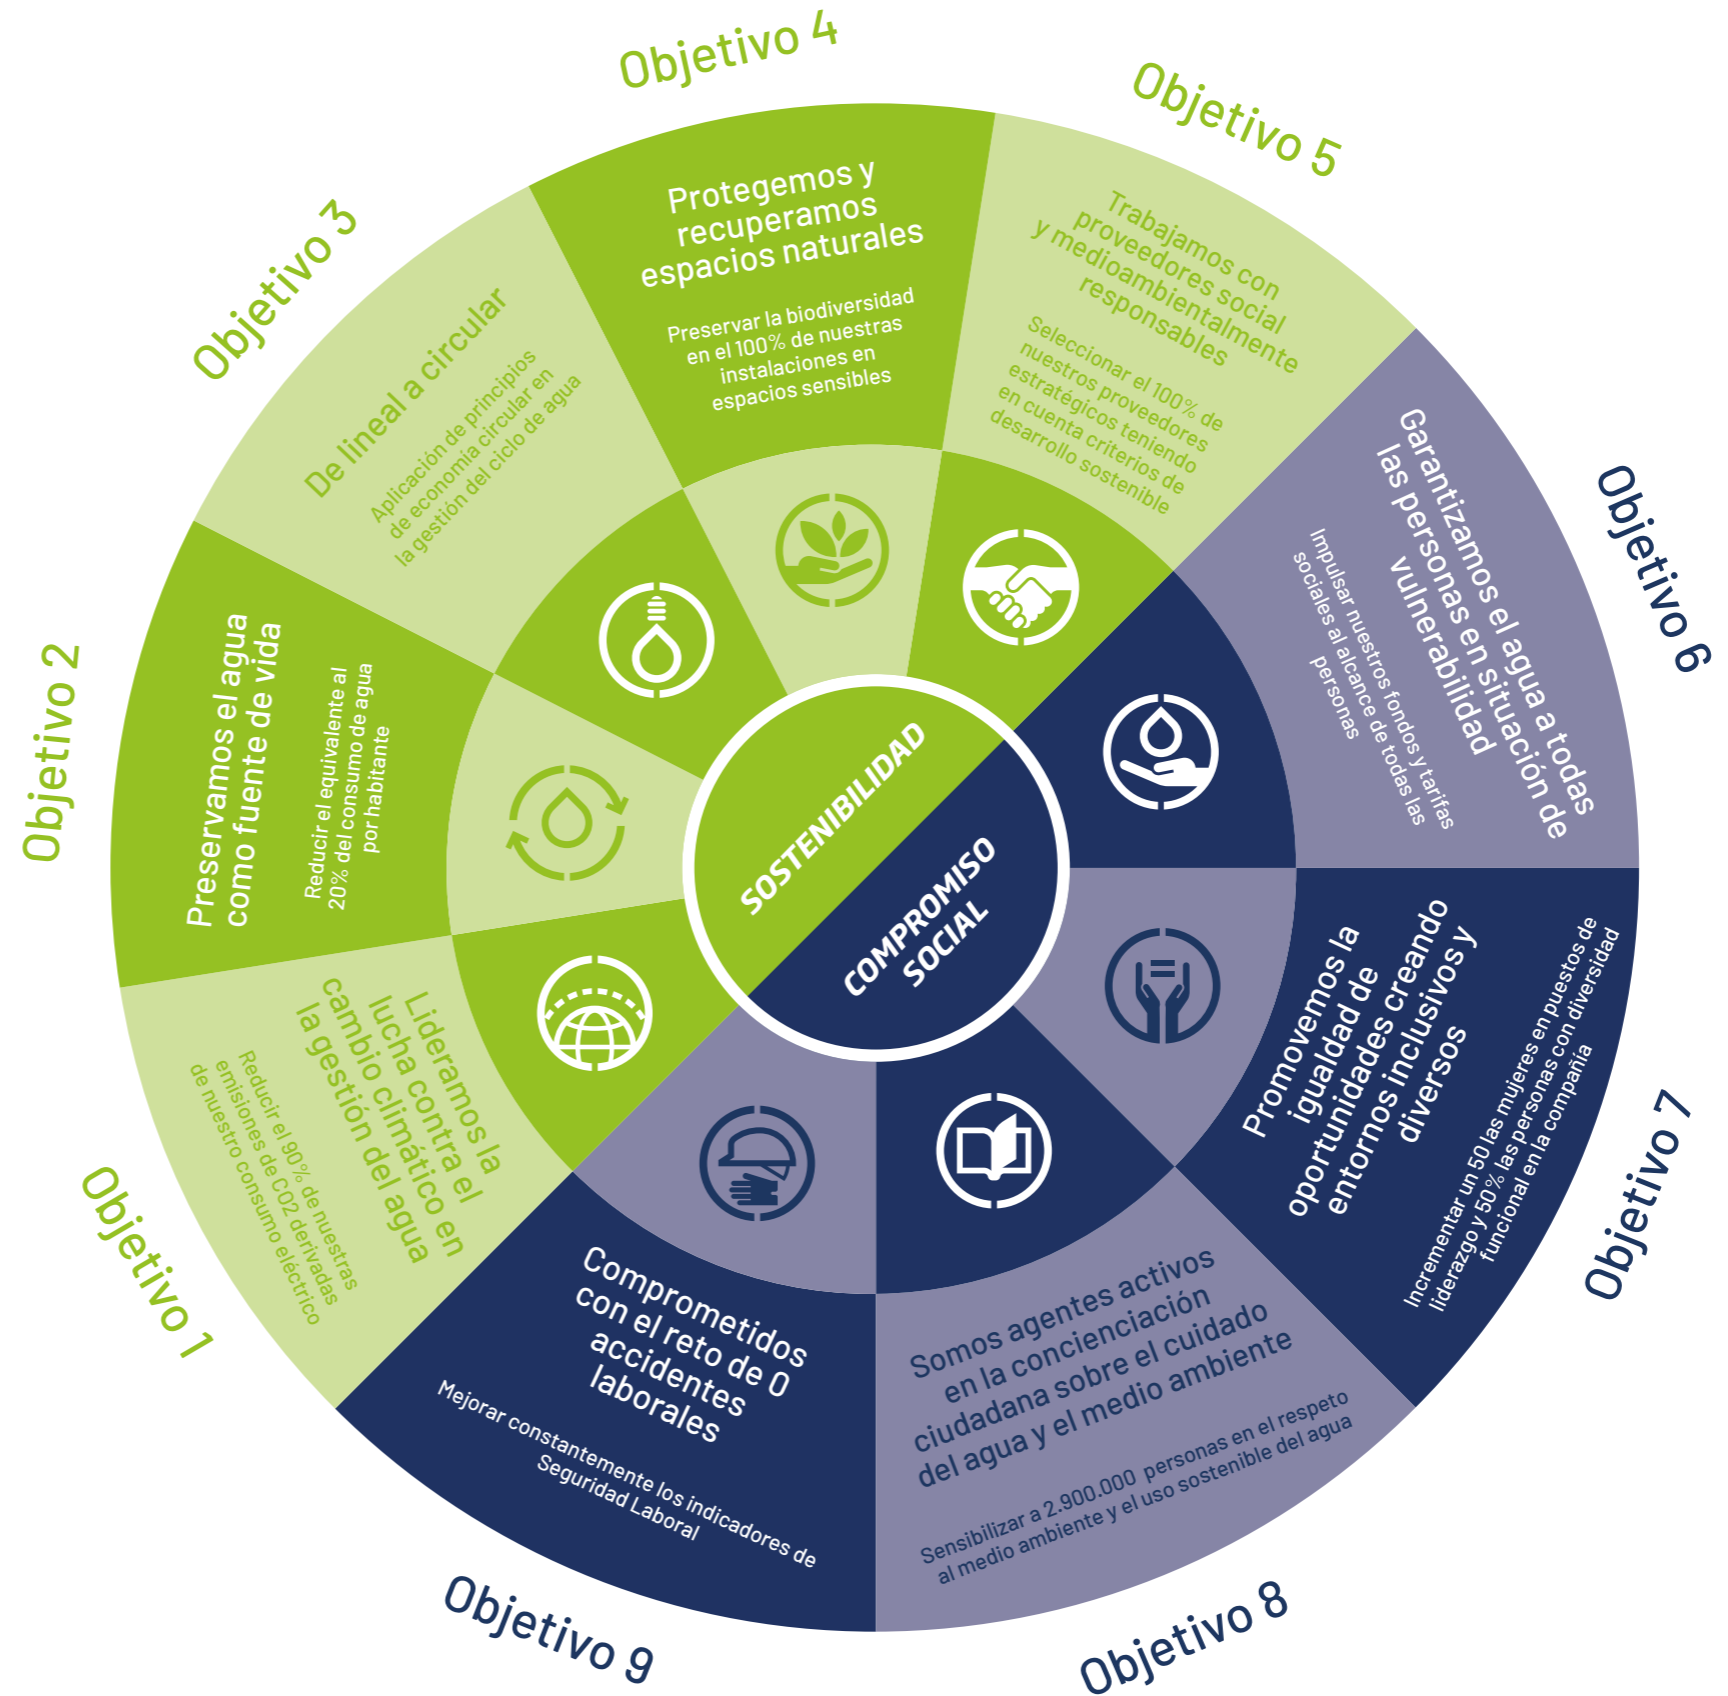 SOSTENIBILIDAD
COMPROMISO
SOCIAL
Objetivo 1
Lideramos la
lucha contra el
cambio climático en
la gestión del agua
Reducir el 90% de nuestras
emisiones de CO2 derivadas
de nuestro consumo eléctrico
Objetivo 2
Preservamos el agua
como fuente de vida
Reducir el equivalente al
20% del consumo de agua
por habitante
Objetivo 3
De lineal a circular
Aplicación de principios
de economía circular en
la gestión del ciclo de agua
Objetivo 4
Protegemos y
recuperamos
espacios naturales
Preservar la biodiversidad
en el 100% de nuestras
instalaciones en
espacios sensibles
Objetivo 5
Trabajamos con
proveedores social
y medioambientalmente
responsables
Seleccionar el 100% de
nuestros proveedores
estratégicos teniendo
en cuenta criterios de
desarrollo sostenible
Objetivo 6
Garantizamos el agua a todas
las personas en situación de
vulnerabilidad
Impulsar nuestros fondos y tarifas
sociales al alcance de todas las
personas
Objetivo 7
Promovemos la
igualdad de
oportunidades creando
entornos inclusivos y
diversos
Incrementar un 50 las mujeres en puestos de
liderazgo y 50% las personas con diversidad
funcional en la compañía
Objetivo 8
Somos agentes activos
en la concienciación
ciudadana sobre el cuidado
del agua y el medio ambiente
Sensibilizar a 2.900.000 personas en el respeto
al medio ambiente y el uso sostenible del agua
Objetivo 9
Comprometidos
con el reto de 0
accidentes
laborales
Mejorar constantemente los indicadores de
Seguridad Laboral